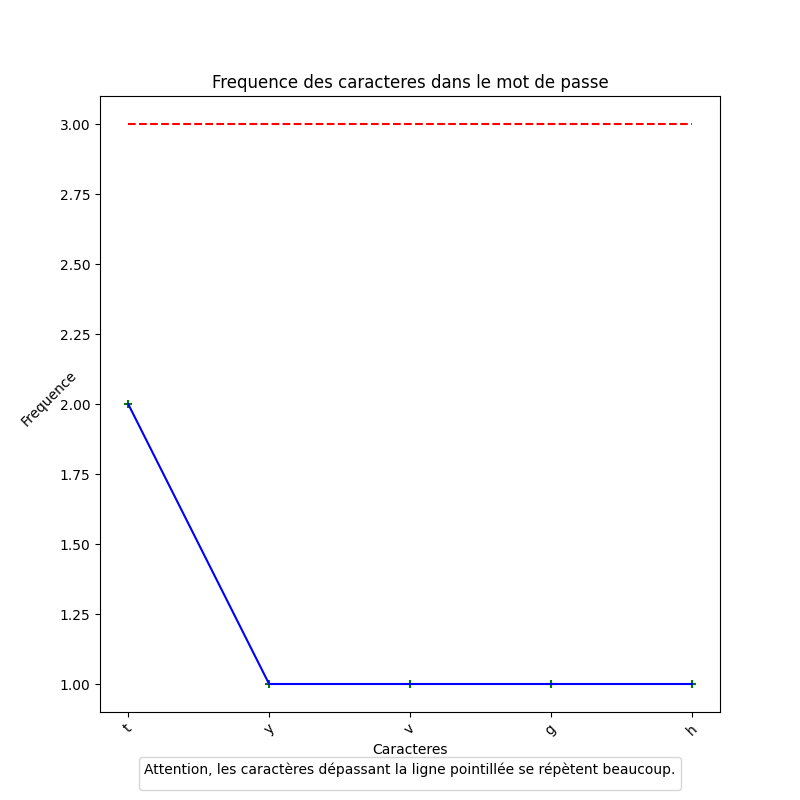 Frequence des caracteres dans le mot de passe
3.00
2.75
2.50
2.25
Frequence
2.00
1.75
1.50
1.25
1.00
t y v g h
Caracteres
Attention, les caractères dépassant la ligne pointillée se répètent beaucoup.